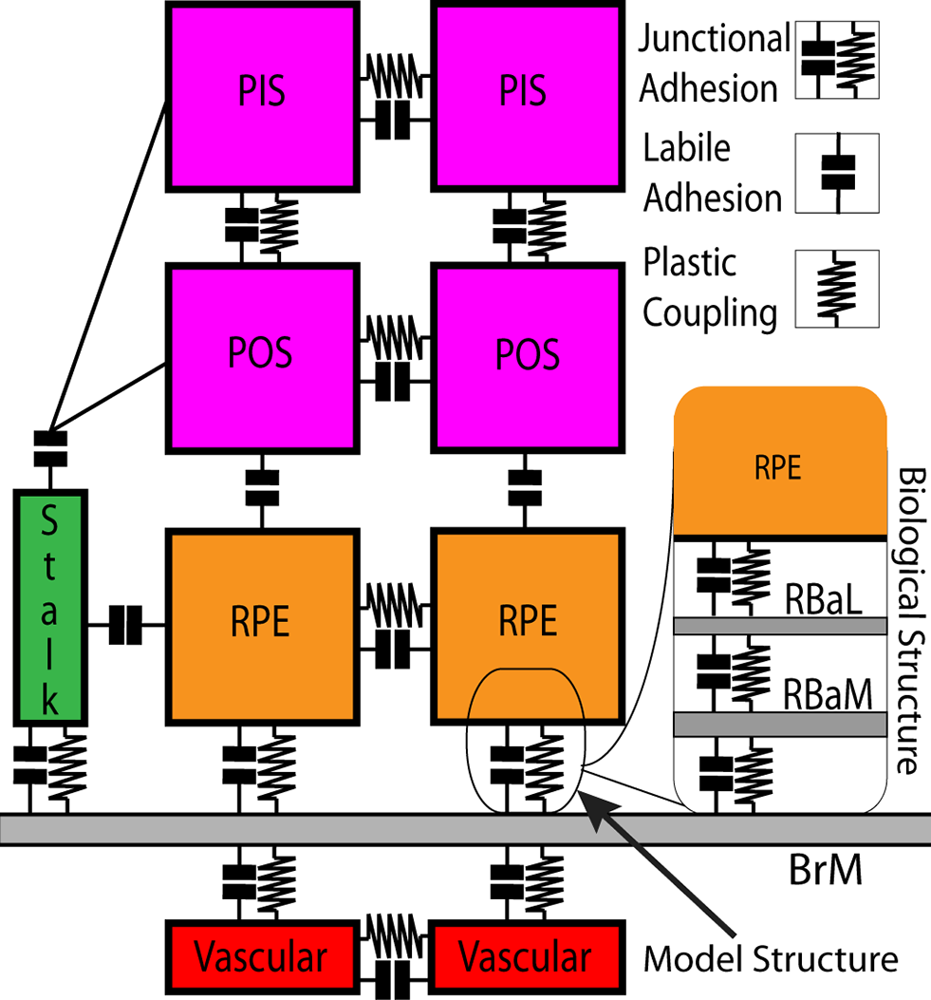 PIS
PIS
Junctional
Adhesion
Labile
Adhesion
Plastic
Coupling
POS
POS
Stalk
RPE
RPE
RPE
RBaL
RBaM
Biological Structure
BrM
Vascular
Vascular
Model Structure